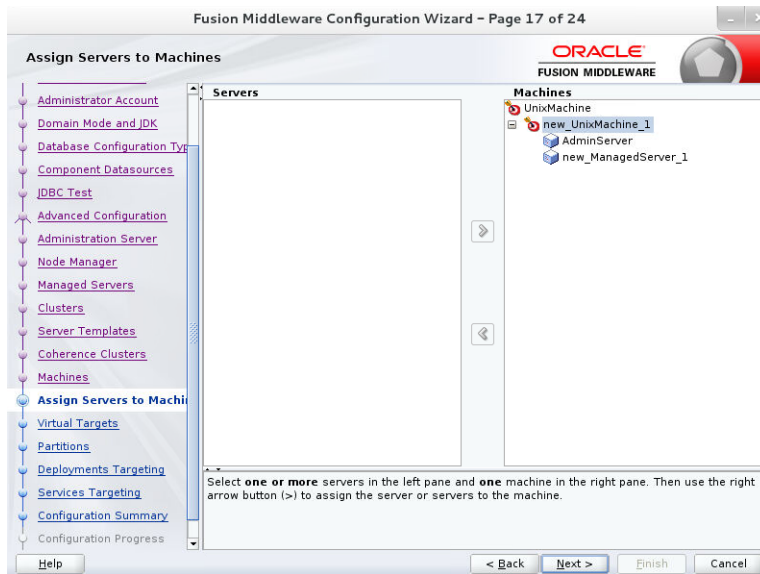 Fusion Middleware Configuration Wizard – Page 17 of 24
Assign Servers to Machines
ORACLE
FUSION MIDDLEWARE
Administrator Account
Domain Mode and JDK
Database Configuration Typ
Component Datasources
JDBC Test
Advanced Configuration
Administration Server
Node Manager
Managed Servers
Clusters
Server Templates
Coherence Clusters
Machines
Assign Servers to Machi
Virtual Targets
Partitions
Deployments Targeting
Services Targeting
Configuration Summary
Configuration Progress
Servers
Machines
UnixMachine
new_UnixMachine_1
AdminServer
new_ManagedServer_1
Select one or more servers in the left pane and one machine in the right pane. Then use the right
arrow button (>) to assign the server or servers to the machine.
Help
< Back
Next >
Finish
Cancel